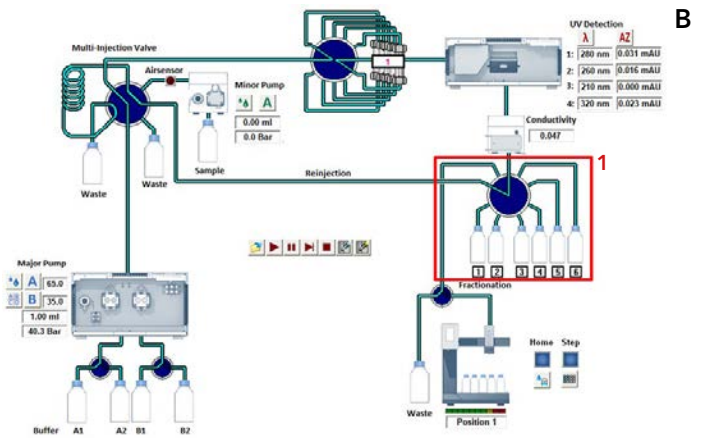 B
UV Detection
λ AZ
1: 280 nm 0.031 mAU
2: 260 nm 0.016 mAU
3: 210 nm 0.000 mAU
4: 320 nm 0.023 mAU
Multi-Injection Valve
Airsensor
Minor Pump
A
0.00 ml
0.0 Bar
1
Conductivity
0.047
1
Waste
Waste
Sample
Reinjection
1 2 3 4 5 6
Fractionation
Major Pump
A 65.0
B 35.0
1.00 ml
40.3 Bar
Home Step
Waste
Position 1
Buffer A1 A2 B1 B2